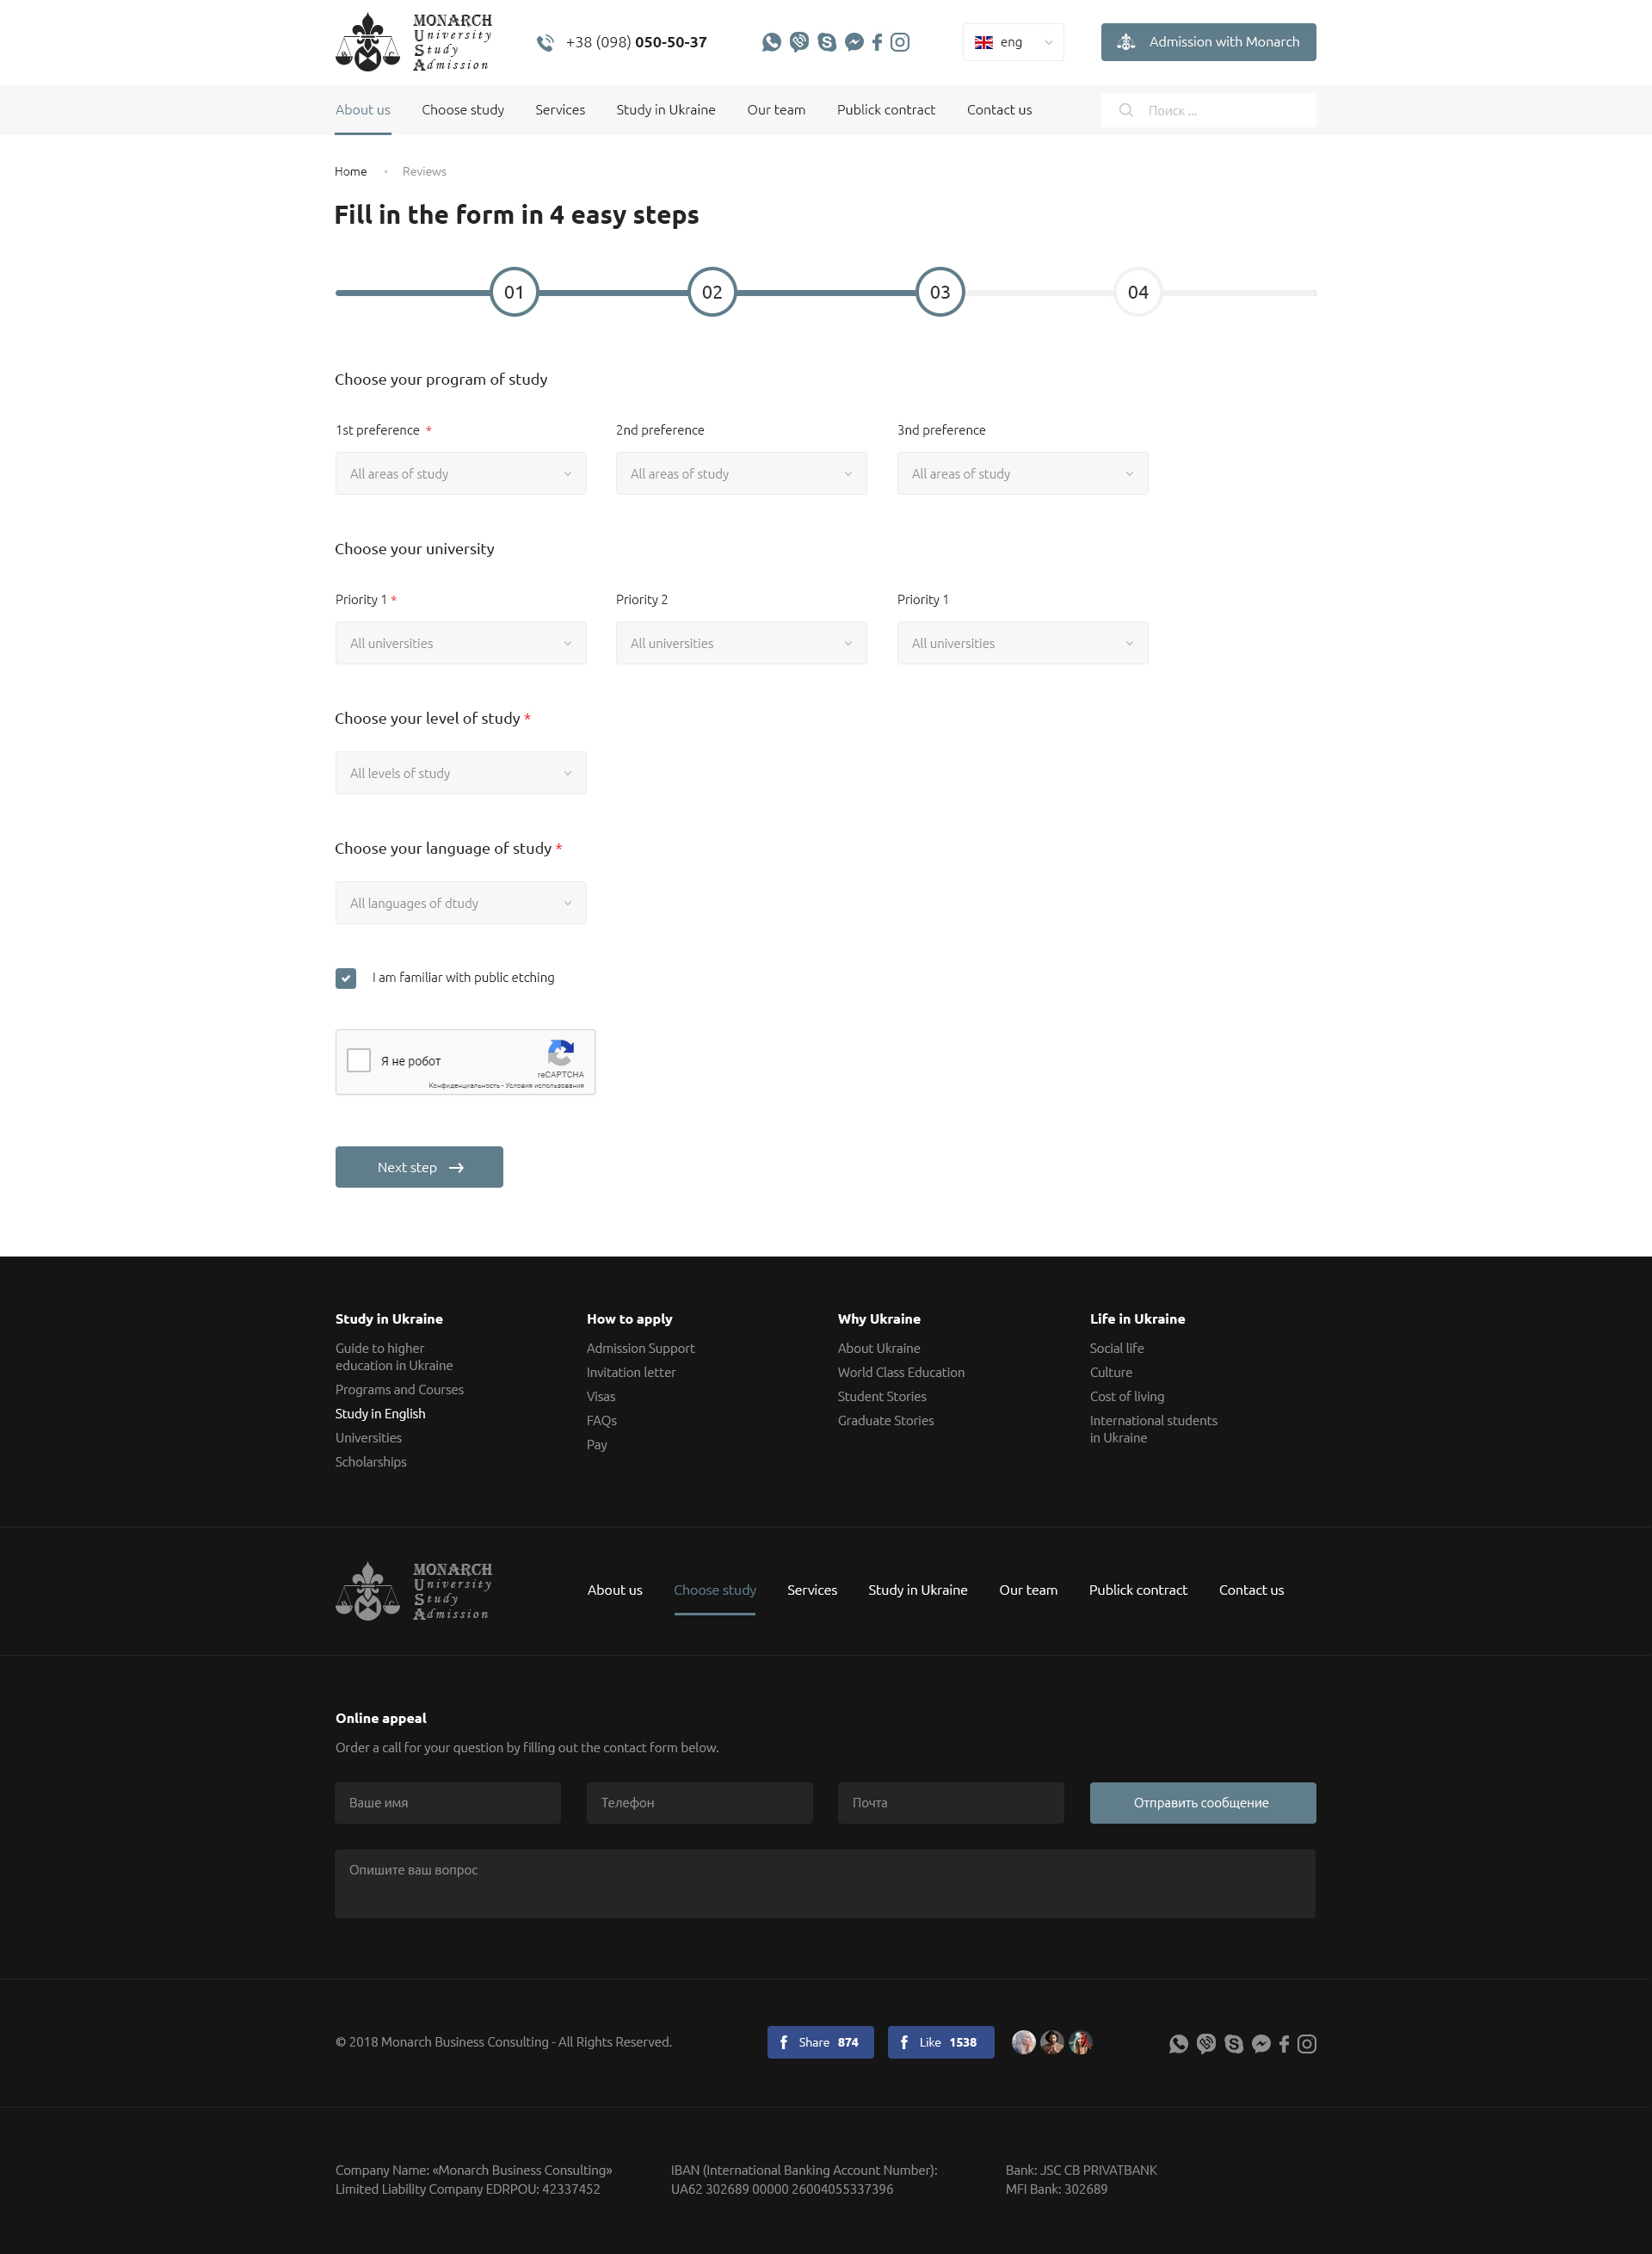 MONARCH
University
Study
Admission
+38 (098) 050-50-37
eng
Admission with Monarch
About us
Choose study
Services
Study in Ukraine
Our team
Publick contract
Contact us
Поиск ...
Home
Reviews
Fill in the form in 4 easy steps
01
02
03
04
Choose your program of study
1st preference *
2nd preference
3nd preference
All areas of study
All areas of study
All areas of study
Choose your university
Priority 1 *
Priority 2
Priority 1
All universities
All universities
All universities
Choose your level of study *
All levels of study
Choose your language of study *
All languages of dtudy
I am familiar with public etching
Я не робот
reCAPTCHA
Конфиденциальность - Условия использования
Next step
Study in Ukraine
Guide to higher
education in Ukraine
Programs and Courses
Study in English
Universities
Scholarships
How to apply
Admission Support
Invitation letter
Visas
FAQs
Pay
Why Ukraine
About Ukraine
World Class Education
Student Stories
Graduate Stories
Life in Ukraine
Social life
Culture
Cost of living
International students
in Ukraine
MONARCH
University
Study
Admission
About us
Choose study
Services
Study in Ukraine
Our team
Publick contract
Contact us
Online appeal
Order a call for your question by filling out the contact form below.
Ваше имя
Телефон
Почта
Отправить сообщение
Опишите ваш вопрос
© 2018 Monarch Business Consulting - All Rights Reserved.
Share 874
Like 1538
Company Name: «Monarch Business Consulting»
Limited Liability Company EDRPOU: 42337452
IBAN (International Banking Account Number):
UA62 302689 00000 26004055337396
Bank: JSC CB PRIVATBANK
MFI Bank: 302689